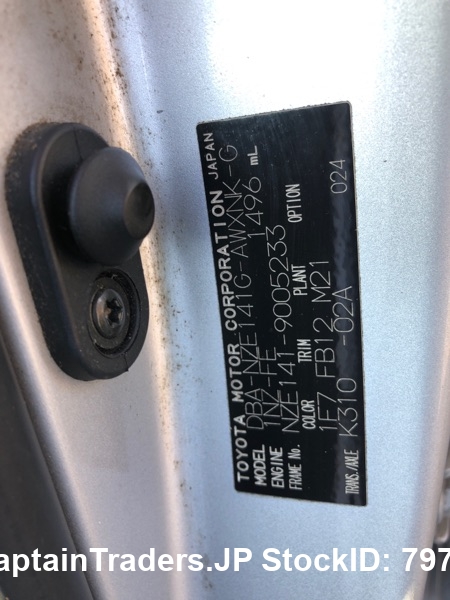 TOYOTA MOTOR CORPORATION JAPAN
MODEL DBA-NZE141G-AWXNK-G
ENGINE 1NZ-FE 1496 mL
FRAME No. NZE141-9005233
COLOR TRIM PLANT OPTION
1E7 FB12 M21
TRANS./AXLE K310 -02A 024
aptainTraders.JP StockID: 797